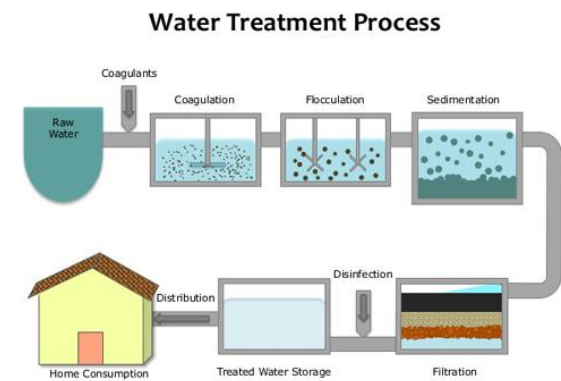 Water Treatment Process
Coagulants
Coagulation
Flocculation
Sedimentation
Raw
Water
Disinfection
Distribution
Home Consumption
Treated Water Storage
Filtration